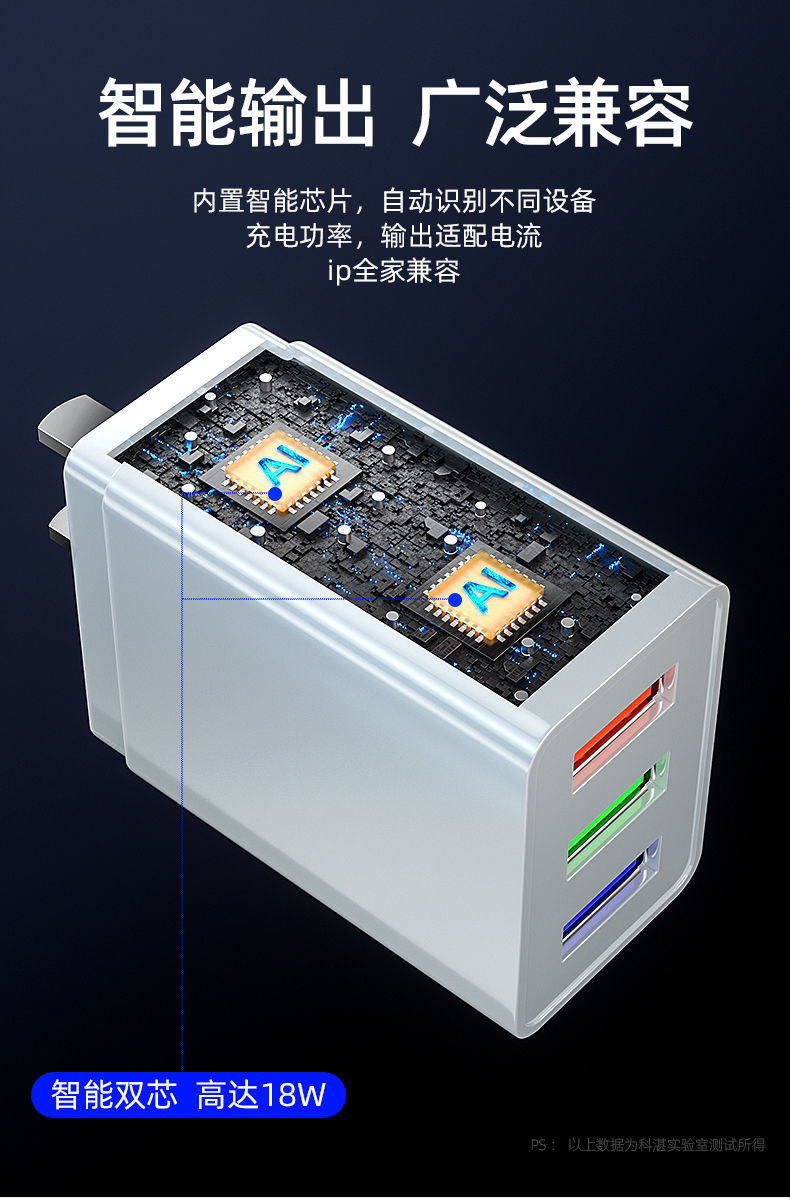 智能输出 广泛兼容
内置智能芯片，自动识别不同设备
充电功率，输出适配电流
ip全家兼容
AI
AI
智能双芯 高达18W
PS： 以上数据为科湛实验室测试所得